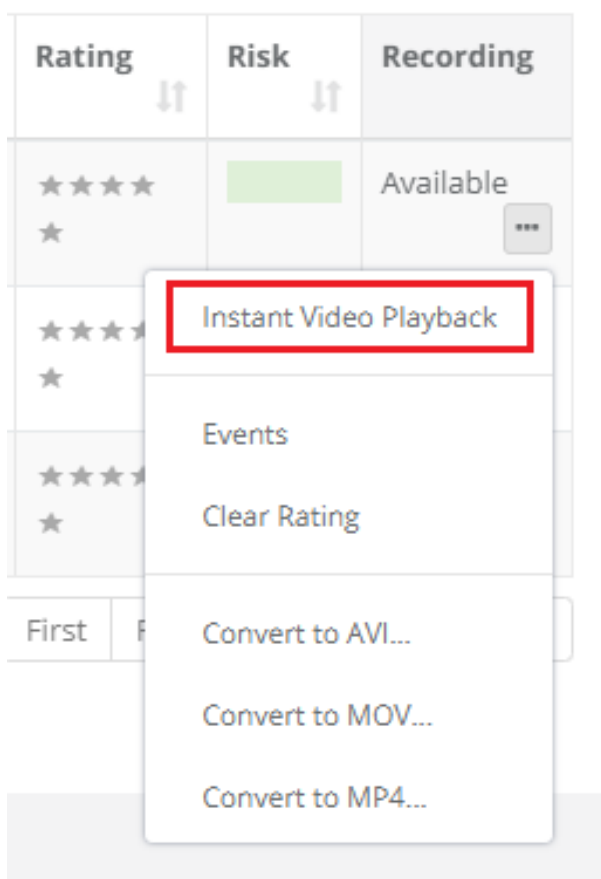 Rating Risk Recording
Available
Instant Video Playback
Events
Clear Rating
First
Convert to AVI...
Convert to MOV...
Convert to MP4...